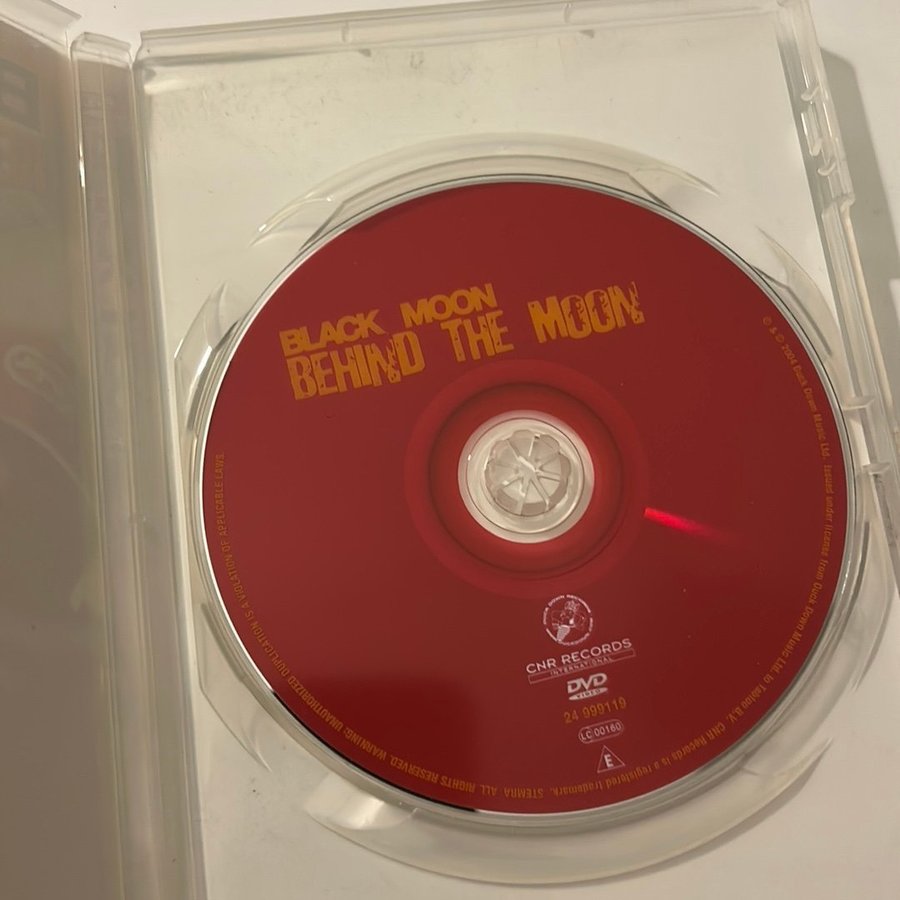 BLACK MOON
BEHIND THE MOON
℗ & © 2004 Duck Down Music Ltd. Issued under license from Duck Down Music Ltd. to Tastoe B.V. CNR Records is a registered trademark. STEMRA. ALL RIGHTS RESERVED. WARNING: UNAUTHORIZED DUPLICATION IS A VIOLATION OF APPLICABLE LAWS.
CNR RECORDS
INTERNATIONAL
DVD
VIDEO
24 999119
LC 00160
E